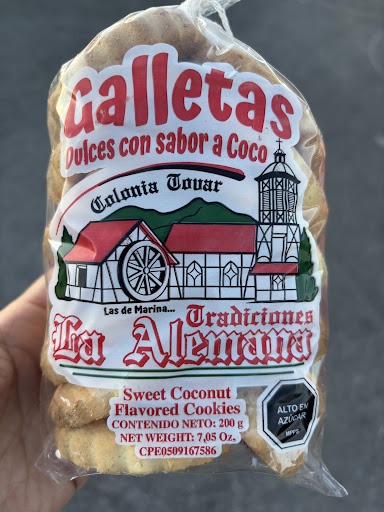 Galletas
Dulces con sabor a Coco
Colonia Tovar
Las de Marina...
Tradiciones
La Alemana
Sweet Coconut
Flavored Cookies
CONTENIDO NETO: 200 g
NET WEIGHT: 7,05 Oz.
CPE0509167586
ALTO EN
AZÚCAR
MPPS